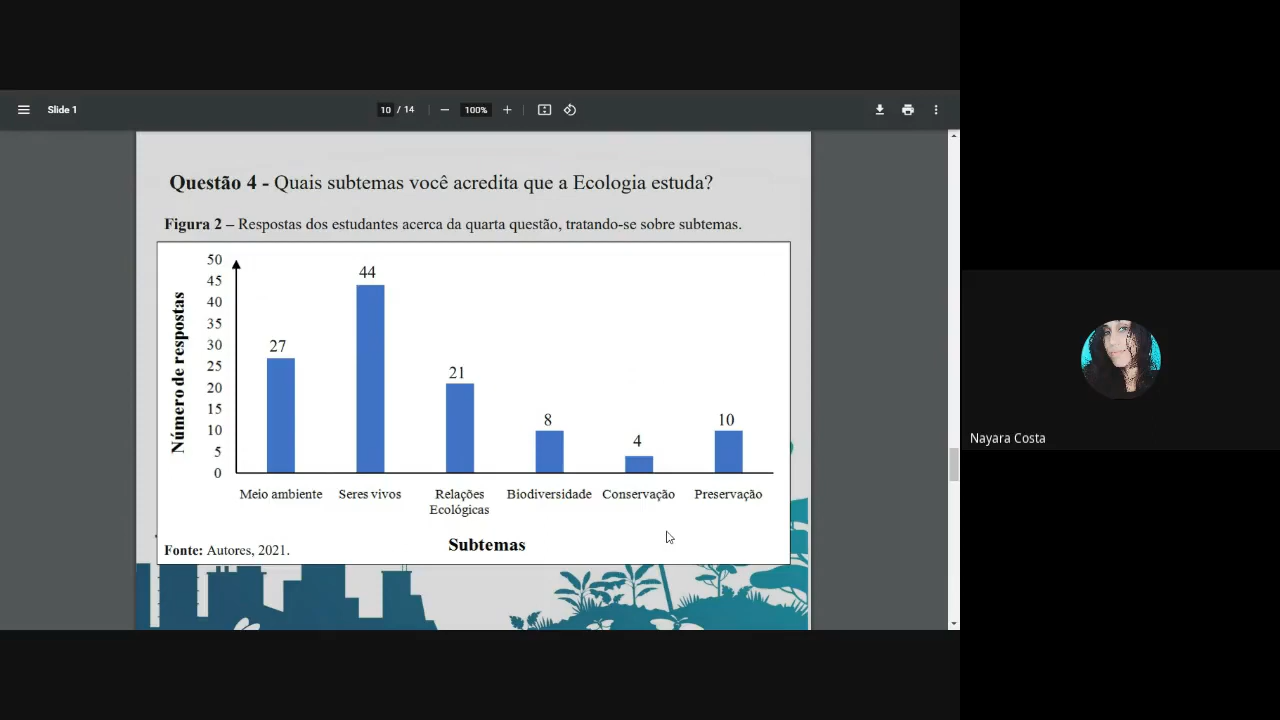 Slide 1
10 / 14
100%
Questão 4 - Quais subtemas você acredita que a Ecologia estuda?
Figura 2 – Respostas dos estudantes acerca da quarta questão, tratando-se sobre subtemas.
Número de respostas
50
45
40
35
30
25
20
15
10
5
0
27
44
21
8
4
10
Meio ambiente
Seres vivos
Relações
Ecológicas
Biodiversidade
Conservação
Preservação
Subtemas
Fonte: Autores, 2021.
Nayara Costa